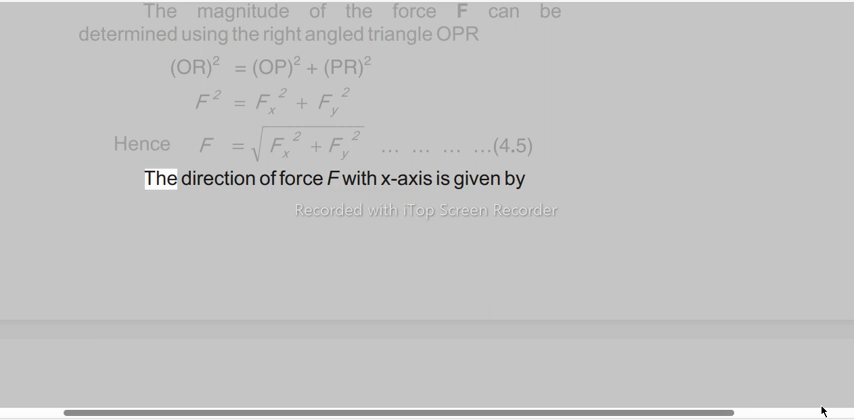 The magnitude of the force F can be
determined using the right angled triangle OPR
(OR)² = (OP)² + (PR)²
F² = Fₓ² + Fᵧ²
Hence F = √(Fₓ² + Fᵧ²) ... ... ... ...(4.5)
The direction of force F with x-axis is given by
Recorded with iTop Screen Recorder